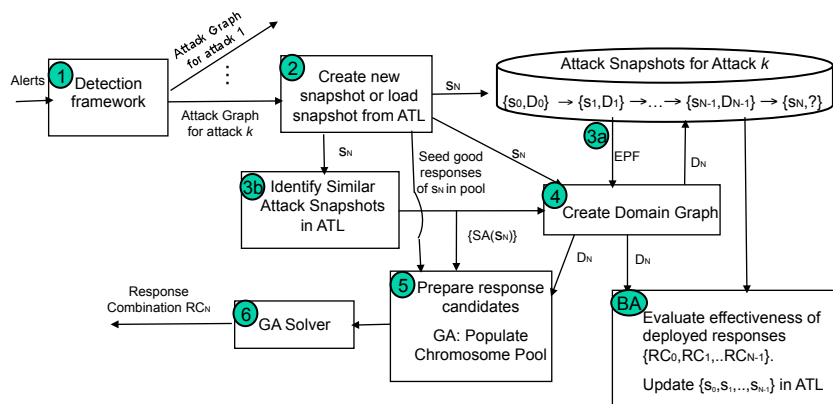 Attack Graph
for attack 1
Alerts
1
Detection
framework
Attack Graph
for attack k
2
Create new
snapshot or load
snapshot from ATL
sN
Attack Snapshots for Attack k
{s0,D0} → {s1,D1} →…→ {sN-1,DN-1} → {sN,?}
sN
3a
EPF
DN
sN
Seed good
responses
of sN in pool
3b
Identify Similar
Attack Snapshots
in ATL
{SA(sN)}
4
Create Domain Graph
DN
DN
5
Prepare response
candidates
GA: Populate
Chromosome Pool
6
GA Solver
Response
Combination RCN
BA
Evaluate effectiveness of
deployed responses
{RC0,RC1,..RCN-1}.
Update {s0,s1,..,sN-1} in ATL